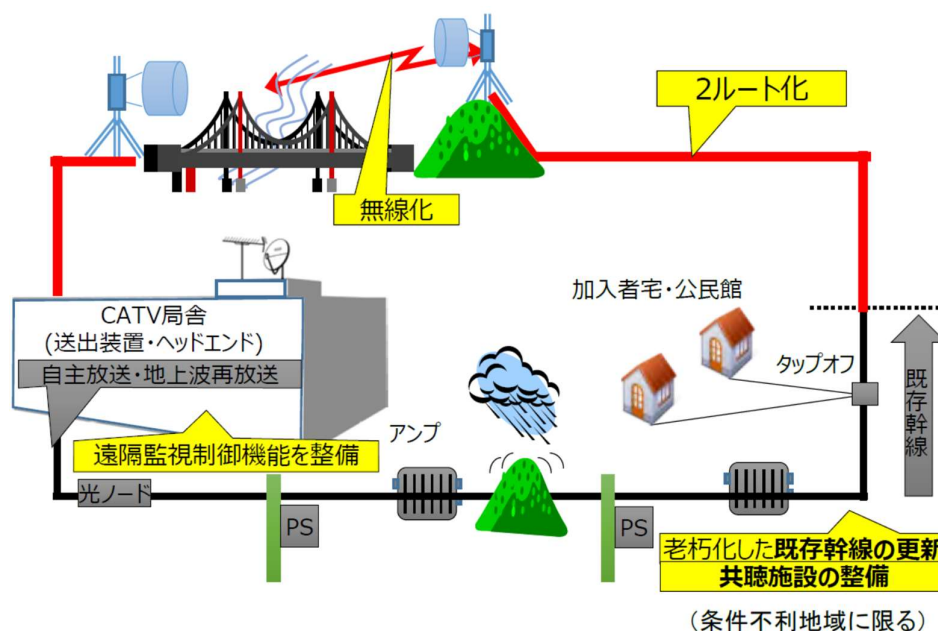 2ルート化
無線化
CATV局舎
(送出装置・ヘッドエンド)
自主放送・地上波再放送
遠隔監視制御機能を整備
加入者宅・公民館
タップオフ
既存幹線
アンプ
光ノード
PS
PS
老朽化した既存幹線の更新
共聴施設の整備
(条件不利地域に限る)